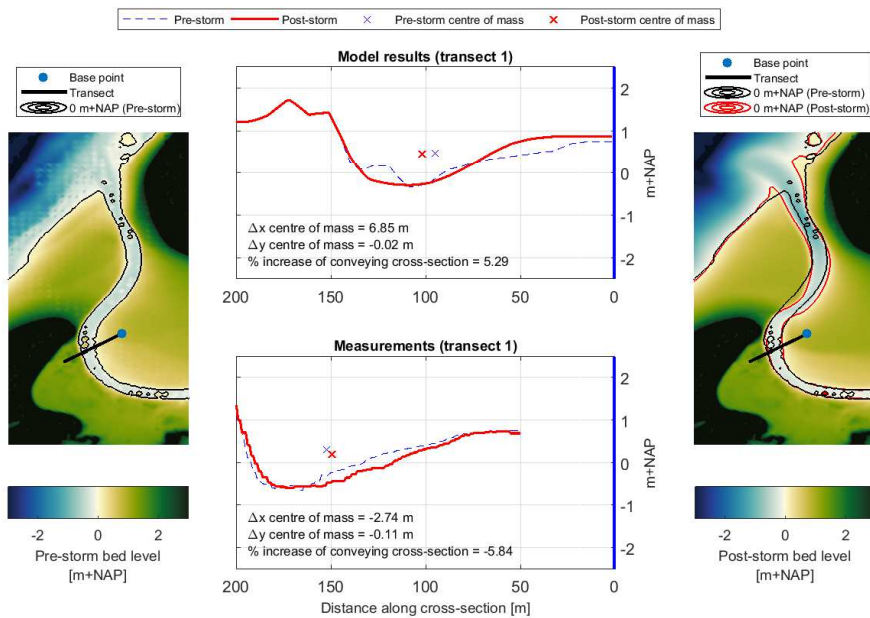 Pre-storm Post-storm Pre-storm centre of mass Post-storm centre of mass
Base point
Transect
0 m+NAP (Pre-storm)
-2 0 2
Pre-storm bed level
[m+NAP]
Model results (transect 1)
2
1
0
-1
-2
m+NAP
Δx centre of mass = 6.85 m
Δy centre of mass = -0.02 m
% increase of conveying cross-section = 5.29
200 150 100 50 0
Measurements (transect 1)
2
1
0
-1
-2
m+NAP
Δx centre of mass = -2.74 m
Δy centre of mass = -0.11 m
% increase of conveying cross-section = -5.84
200 150 100 50 0
Distance along cross-section [m]
Base point
Transect
0 m+NAP (Pre-storm)
0 m+NAP (Post-storm)
-2 0 2
Post-storm bed level
[m+NAP]